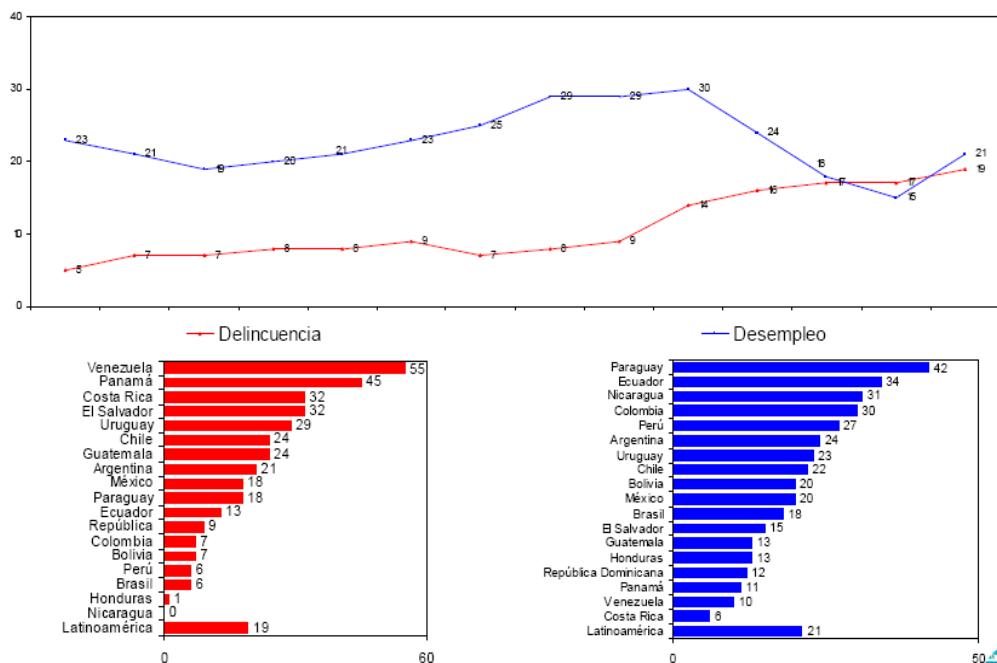 40
30
20
10
0
23 21 19 20 21 23 25 29 29 30 24 18 15 21
5 7 7 8 8 9 7 8 9 14 16 17 17 19
Delincuencia
Desempleo
Venezuela 55
Panamá 45
Costa Rica 32
El Salvador 32
Uruguay 29
Chile 24
Guatemala 24
Argentina 21
México 18
Paraguay 18
Ecuador 13
República 9
Colombia 7
Bolivia 7
Perú 6
Brasil 6
Honduras 1
Nicaragua 0
Latinoamérica 19
0 60
Paraguay 42
Ecuador 34
Nicaragua 31
Colombia 30
Perú 27
Argentina 24
Uruguay 23
Chile 22
Bolivia 20
México 20
Brasil 18
El Salvador 15
Guatemala 13
Honduras 13
República Dominicana 12
Panamá 11
Venezuela 10
Costa Rica 6
Latinoamérica 21
0 50